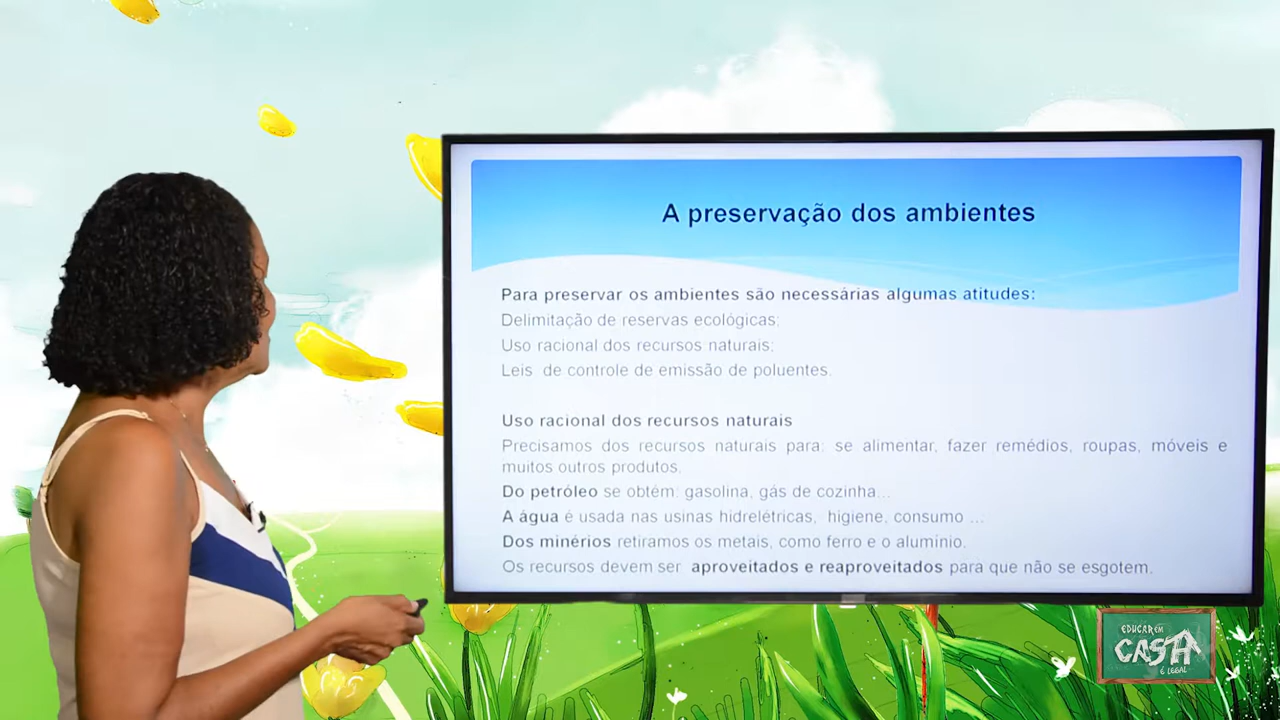 A preservação dos ambientes
Para preservar os ambientes são necessárias algumas atitudes:
Delimitação de reservas ecológicas;
Uso racional dos recursos naturais;
Leis de controle de emissão de poluentes.
Uso racional dos recursos naturais
Precisamos dos recursos naturais para: se alimentar, fazer remédios, roupas, móveis e
muitos outros produtos.
Do petróleo se obtém: gasolina, gás de cozinha...
A água é usada nas usinas hidrelétricas, higiene, consumo ...
Dos minérios retiramos os metais, como ferro e o alumínio.
Os recursos devem ser aproveitados e reaproveitados para que não se esgotem.
EDUCAR EM
CASA
É LEGAL